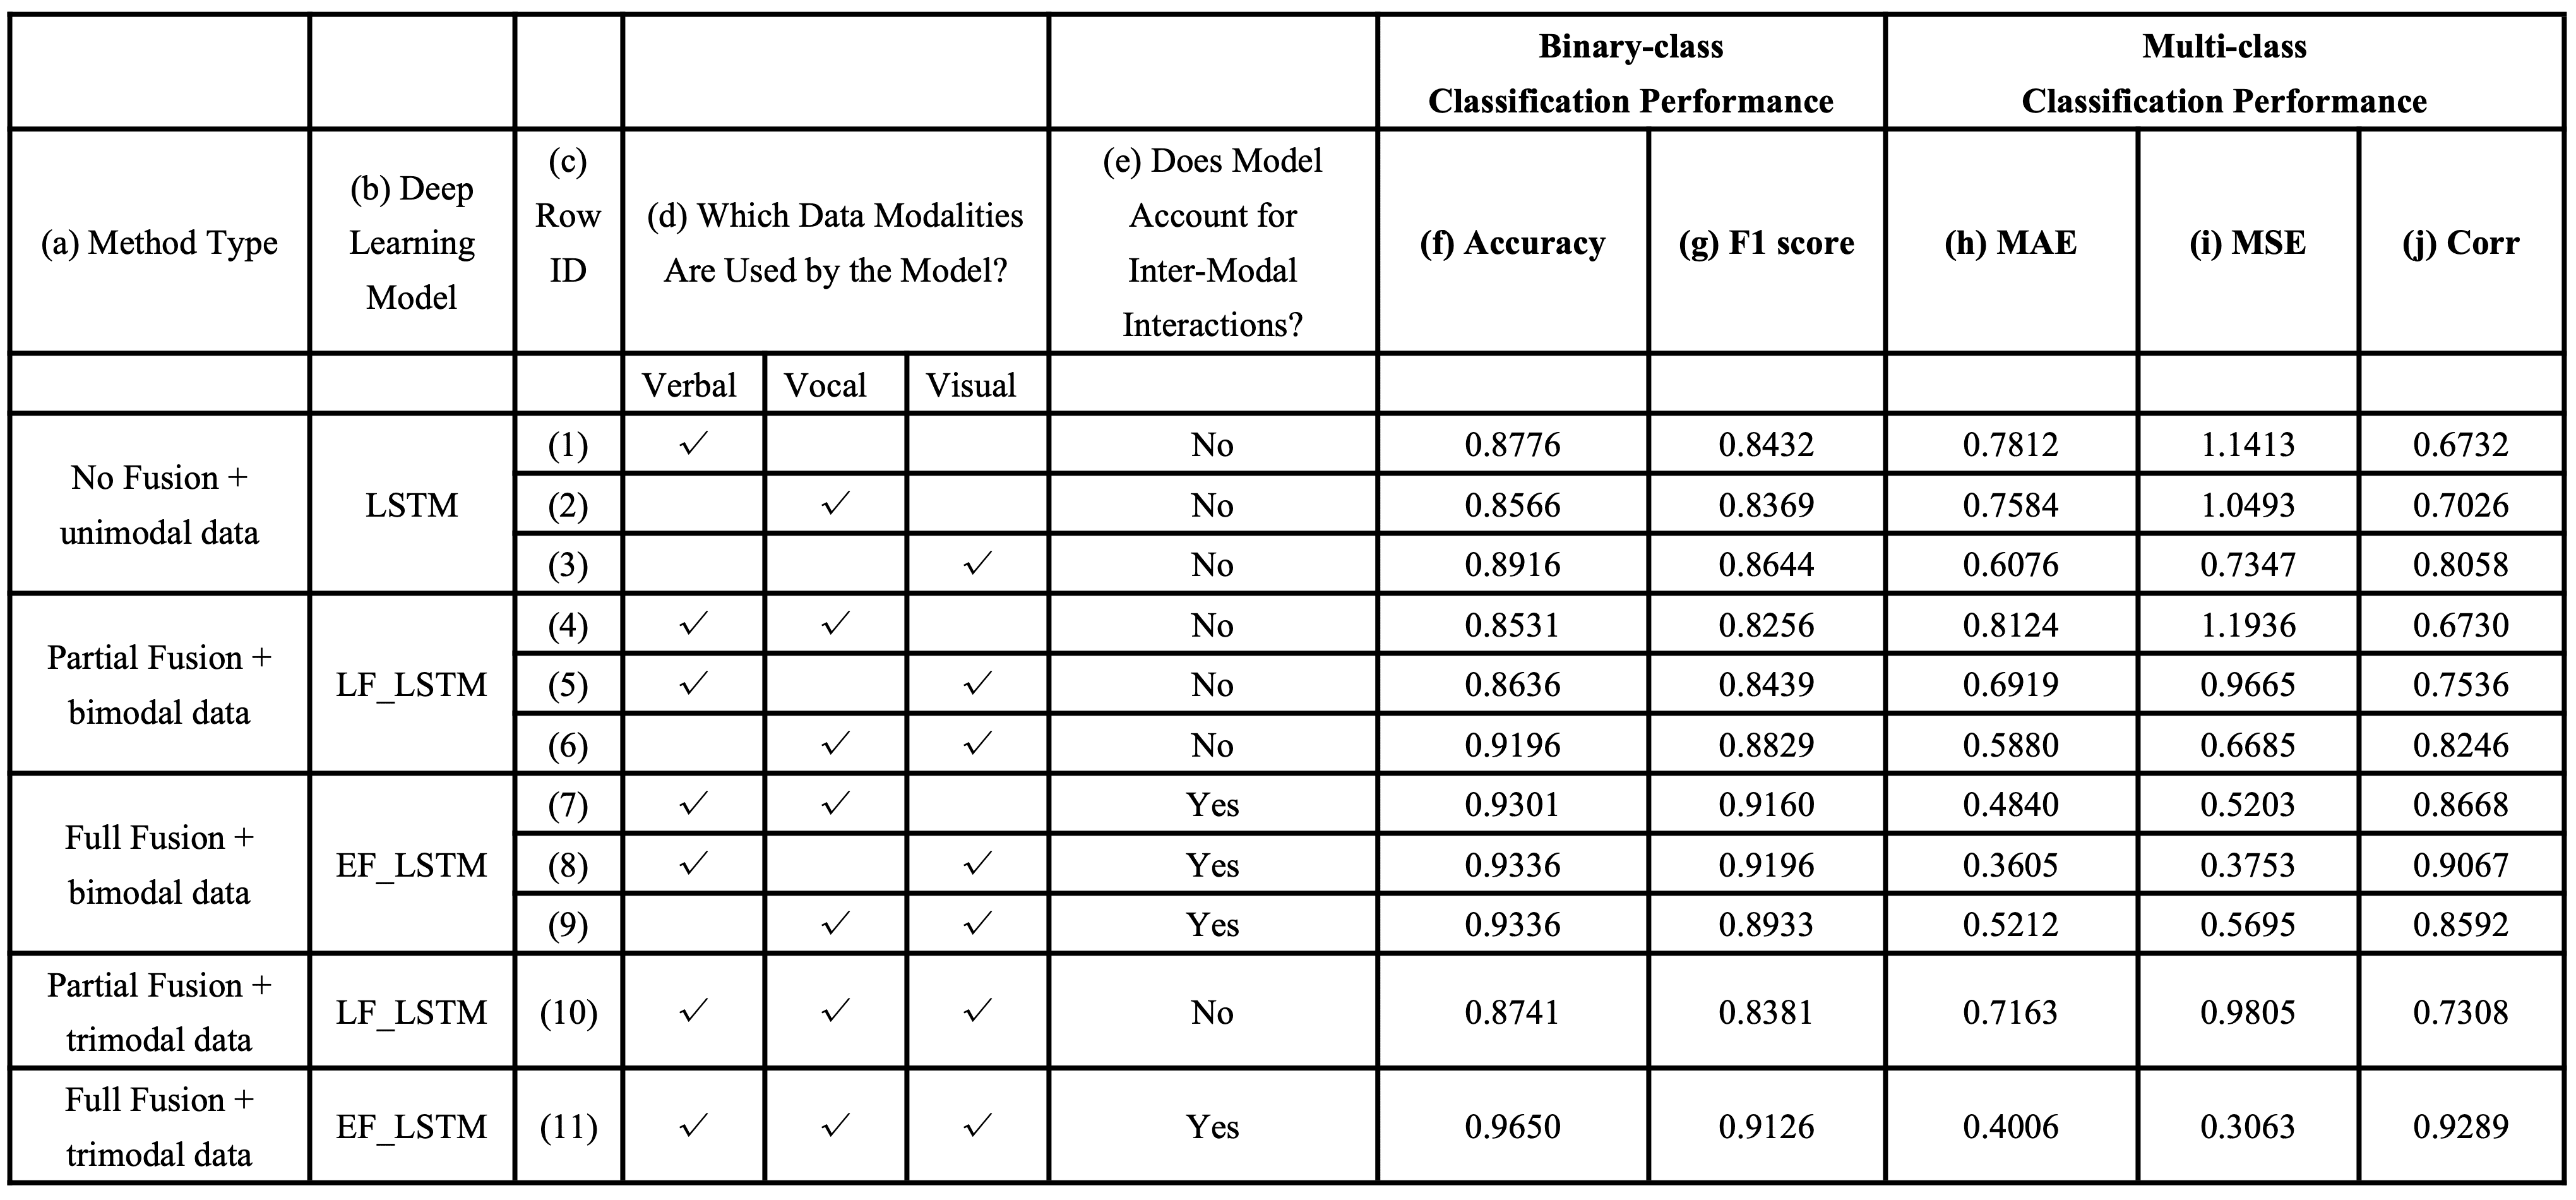 Binary-class
Classification Performance
Multi-class
Classification Performance
(a) Method Type
(b) Deep
Learning
Model
(c)
Row
ID
(d) Which Data Modalities
Are Used by the Model?
(e) Does Model
Account for
Inter-Modal
Interactions?
(f) Accuracy
(g) F1 score
(h) MAE
(i) MSE
(j) Corr
Verbal Vocal Visual
No Fusion +
unimodal data
LSTM
(1) ✓ No 0.8776 0.8432 0.7812 1.1413 0.6732
(2) ✓ No 0.8566 0.8369 0.7584 1.0493 0.7026
(3) ✓ No 0.8916 0.8644 0.6076 0.7347 0.8058
Partial Fusion +
bimodal data
LF_LSTM
(4) ✓ ✓ No 0.8531 0.8256 0.8124 1.1936 0.6730
(5) ✓ ✓ No 0.8636 0.8439 0.6919 0.9665 0.7536
(6) ✓ ✓ No 0.9196 0.8829 0.5880 0.6685 0.8246
Full Fusion +
bimodal data
EF_LSTM
(7) ✓ ✓ Yes 0.9301 0.9160 0.4840 0.5203 0.8668
(8) ✓ ✓ Yes 0.9336 0.9196 0.3605 0.3753 0.9067
(9) ✓ ✓ Yes 0.9336 0.8933 0.5212 0.5695 0.8592
Partial Fusion +
trimodal data
LF_LSTM
(10) ✓ ✓ ✓ No 0.8741 0.8381 0.7163 0.9805 0.7308
Full Fusion +
trimodal data
EF_LSTM
(11) ✓ ✓ ✓ Yes 0.9650 0.9126 0.4006 0.3063 0.9289